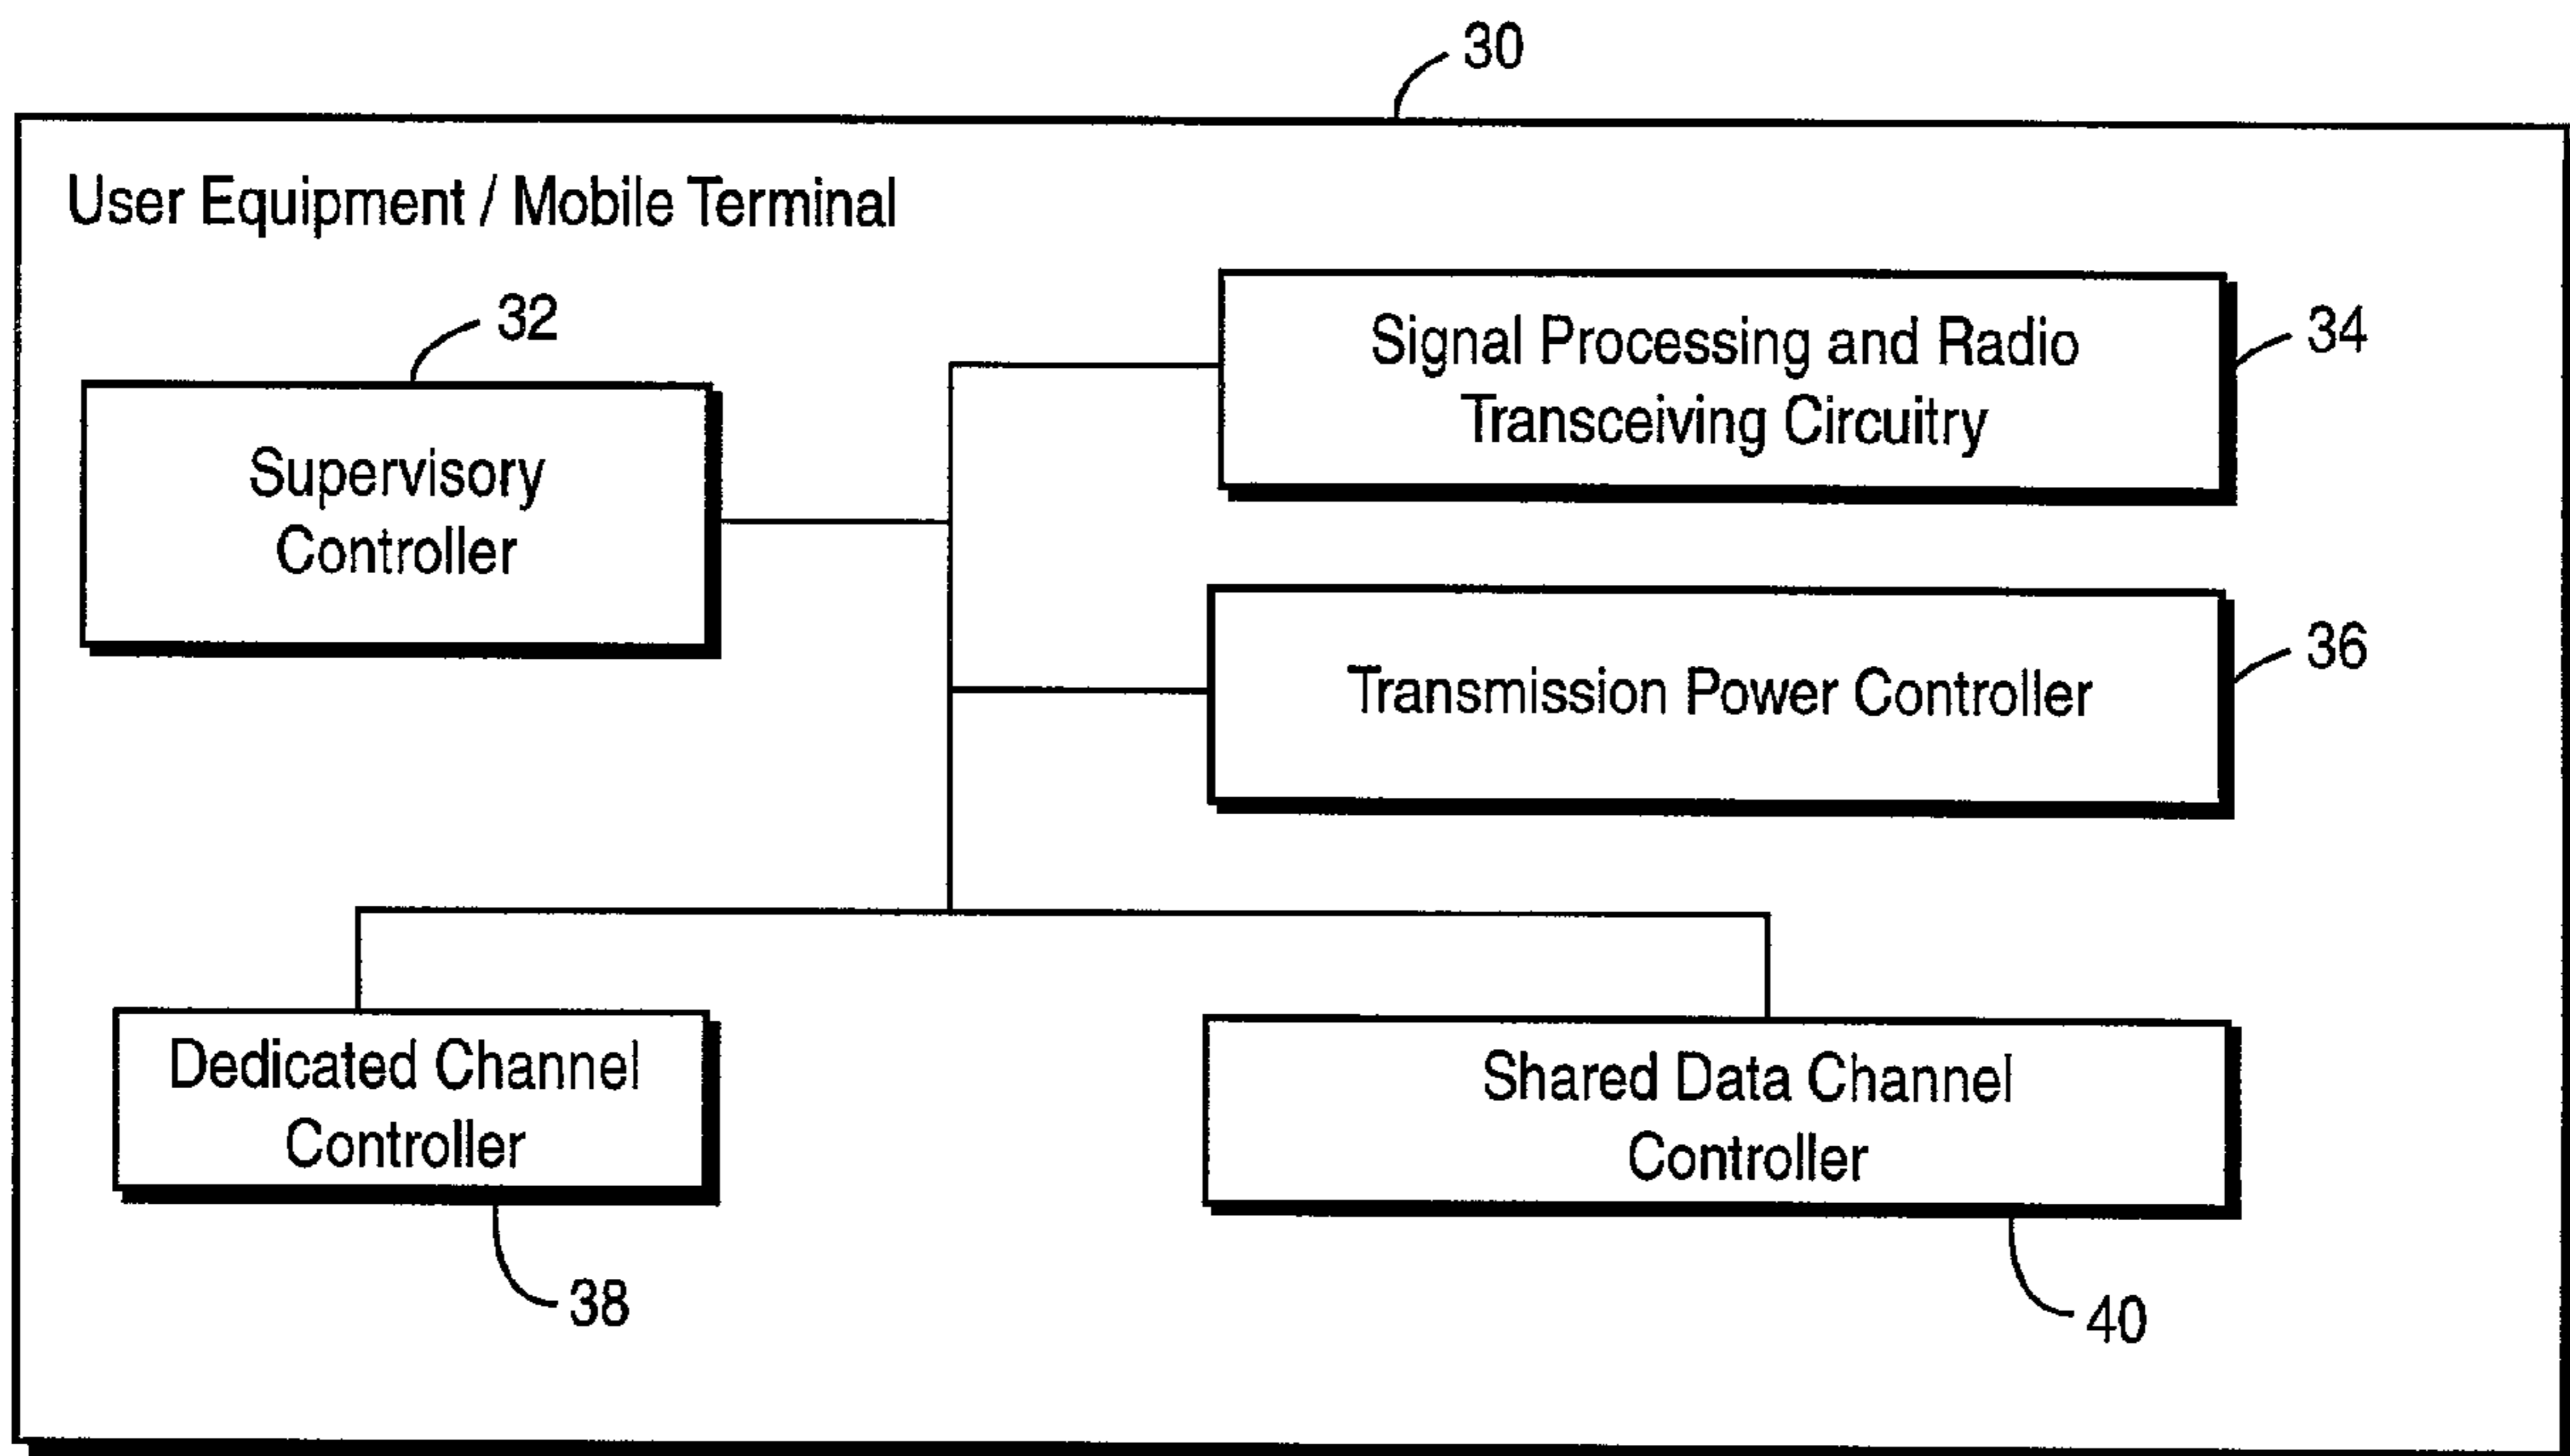 30
User Equipment / Mobile Terminal
32
Supervisory
Controller
Signal Processing and Radio
Transceiving Circuitry
34
Transmission Power Controller
36
Dedicated Channel
Controller
38
Shared Data Channel
Controller
40